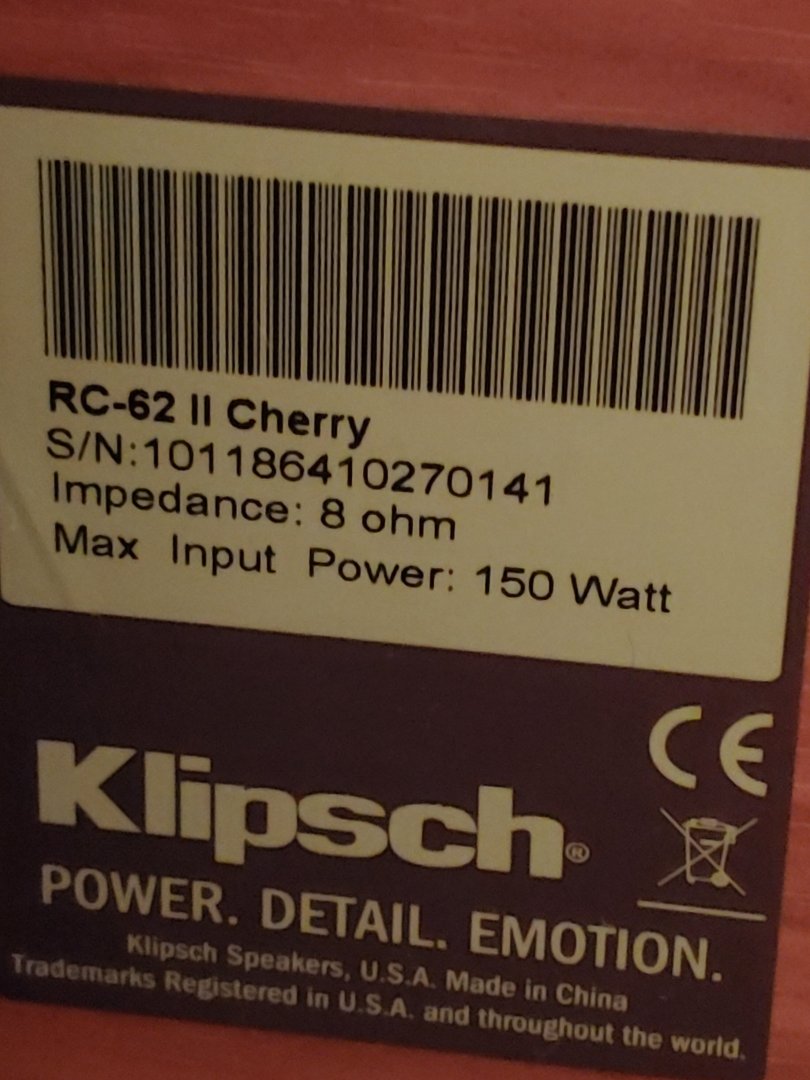 RC-62 II Cherry
S/N:101186410270141
Impedance: 8 ohm
Max Input Power: 150 Watt
CE
Klipsch®
POWER. DETAIL. EMOTION.
Klipsch Speakers, U.S.A. Made in China
Trademarks Registered in U.S.A. and throughout the world.